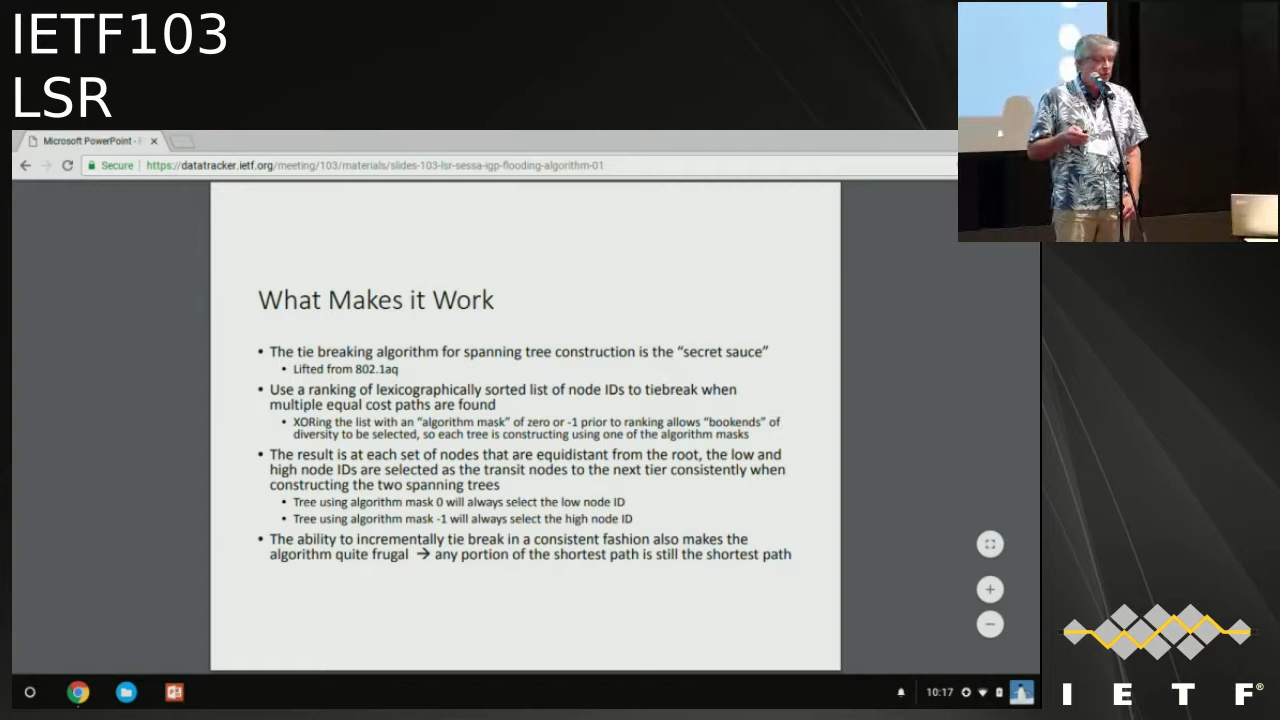 IETF103
LSR
Microsoft PowerPoint -
Secure
https://datatracker.ietf.org/meeting/103/materials/slides-103-lsr-sessa-igp-flooding-algorithm-01
What Makes it Work
• The tie breaking algorithm for spanning tree construction is the “secret sauce”
• Lifted from 802.1aq
• Use a ranking of lexicographically sorted list of node IDs to tiebreak when
multiple equal cost paths are found
• XORing the list with an “algorithm mask” of zero or -1 prior to ranking allows “bookends” of
diversity to be selected, so each tree is constructing using one of the algorithm masks
• The result is at each set of nodes that are equidistant from the root, the low and
high node IDs are selected as the transit nodes to the next tier consistently when
constructing the two spanning trees
• Tree using algorithm mask 0 will always select the low node ID
• Tree using algorithm mask -1 will always select the high node ID
• The ability to incrementally tie break in a consistent fashion also makes the
algorithm quite frugal → any portion of the shortest path is still the shortest path
10:17
I E T F®